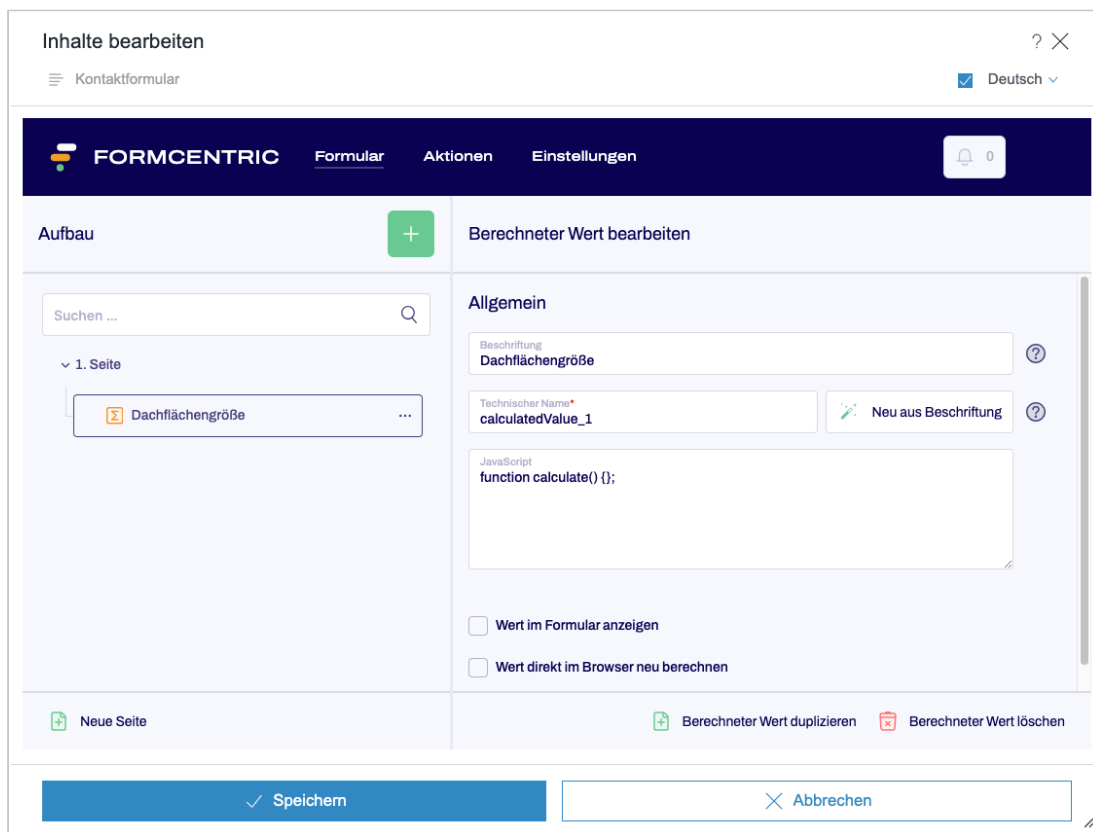 Inhalte bearbeiten
?
Kontaktformular
Deutsch
FORMCENTRIC
Formular
Aktionen
Einstellungen
0
Aufbau
+
Berechneter Wert bearbeiten
Suchen ...
1. Seite
Dachflächengröße
...
Allgemein
Beschriftung
Dachflächengröße
?
Technischer Name*
calculatedValue_1
Neu aus Beschriftung
?
JavaScript
function calculate() {};
Wert im Formular anzeigen
Wert direkt im Browser neu berechnen
Neue Seite
Berechneter Wert duplizieren
Berechneter Wert löschen
Speichern
Abbrechen